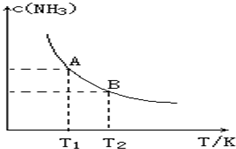 c(NH₃)
A
B
T₁ T₂ T/K